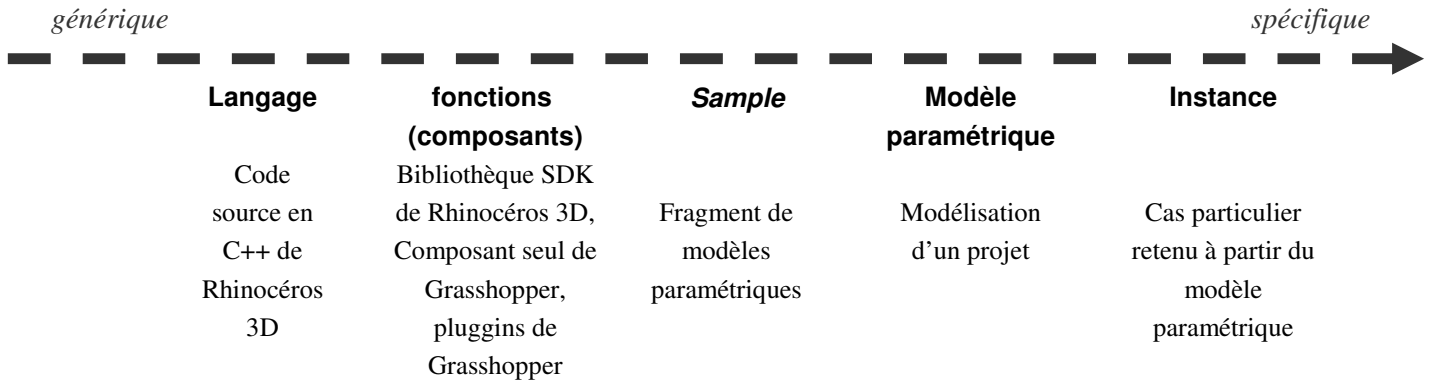 générique
spécifique
Langage
Code
source en
C++ de
Rhinocéros
3D
fonctions
(composants)
Bibliothèque SDK
de Rhinocéros 3D,
Composant seul de
Grasshopper,
pluggins de
Grasshopper
Sample
Fragment de
modèles
paramétriques
Modèle
paramétrique
Modélisation
d'un projet
Instance
Cas particulier
retenu à partir du
modèle
paramétrique